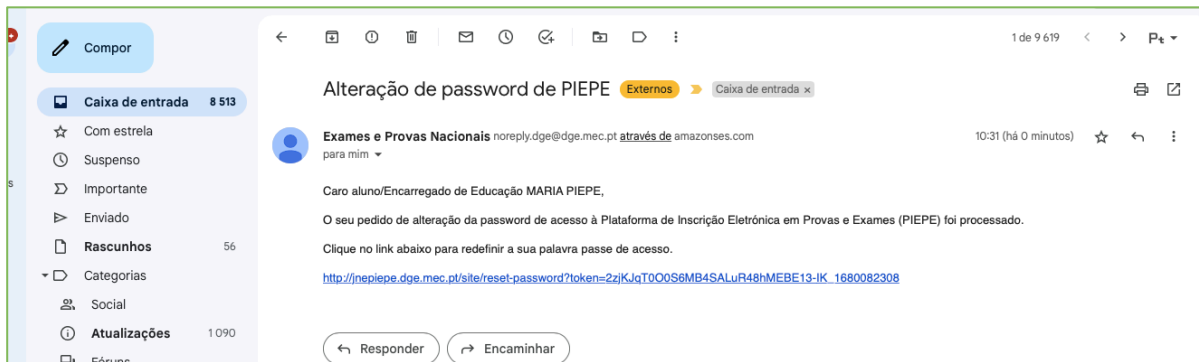 Compor
1 de 9 619
Pt
Alteração de password de PIEPE Externos Caixa de entrada ×
Caixa de entrada 8 513
Com estrela
Suspenso
Importante
Enviado
Rascunhos 56
Categorias
Social
Atualizações 1 090
Fóruns
s
Exames e Provas Nacionais noreply.dge@dge.mec.pt através de amazonses.com 10:31 (há 0 minutos)
para mim
Caro aluno/Encarregado de Educação MARIA PIEPE,
O seu pedido de alteração da password de acesso à Plataforma de Inscrição Eletrónica em Provas e Exames (PIEPE) foi processado.
Clique no link abaixo para redefinir a sua palavra passe de acesso.
http://jnepiepe.dge.mec.pt/site/reset-password?token=2zjKJqT0O0S6MB4SALuR48hMEBE13-IK_1680082308
Responder Encaminhar